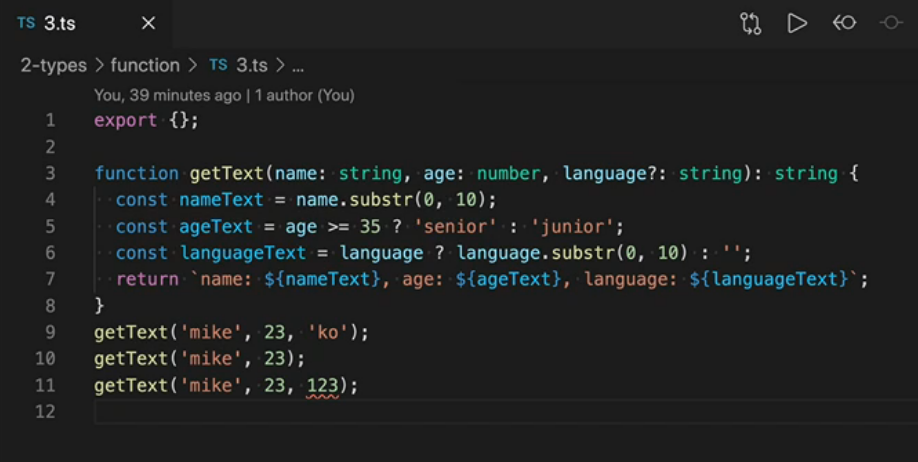 TS 3.ts ×
2-types > function > TS 3.ts > ...
You, 39 minutes ago | 1 author (You)
1 export {};
2
3 function getText(name: string, age: number, language?: string): string {
4   const nameText = name.substr(0, 10);
5   const ageText = age >= 35 ? 'senior' : 'junior';
6   const languageText = language ? language.substr(0, 10) : '';
7   return `name: ${nameText}, age: ${ageText}, language: ${languageText}`;
8 }
9 getText('mike', 23, 'ko');
10 getText('mike', 23);
11 getText('mike', 23, 123);
12